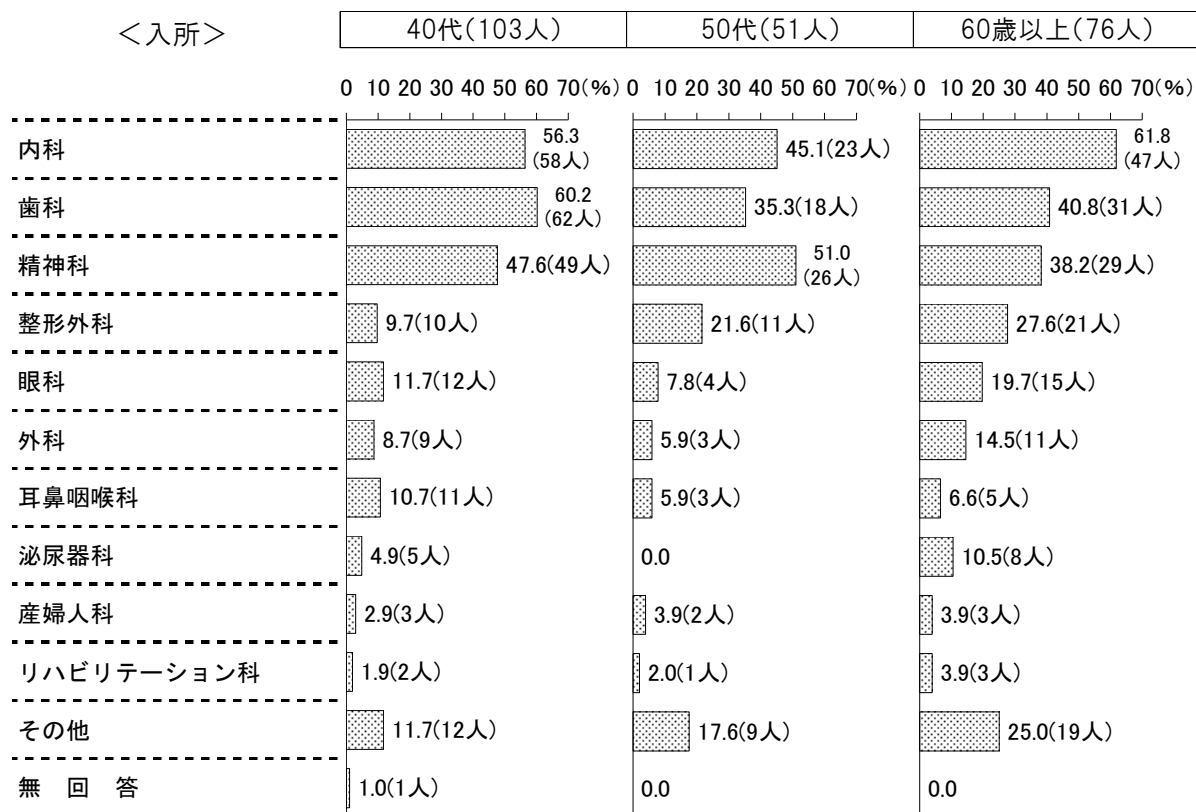 ＜入所＞ 40代(103人) 50代(51人) 60歳以上(76人)
0 10 20 30 40 50 60 70(%) 0 10 20 30 40 50 60 70(%) 0 10 20 30 40 50 60 70(%)
内科 56.3 (58人) 45.1(23人) 61.8 (47人)
歯科 60.2 (62人) 35.3(18人) 40.8(31人)
精神科 47.6(49人) 51.0 (26人) 38.2(29人)
整形外科 9.7(10人) 21.6(11人) 27.6(21人)
眼科 11.7(12人) 7.8(4人) 19.7(15人)
外科 8.7(9人) 5.9(3人) 14.5(11人)
耳鼻咽喉科 10.7(11人) 5.9(3人) 6.6(5人)
泌尿器科 4.9(5人) 0.0 10.5(8人)
産婦人科 2.9(3人) 3.9(2人) 3.9(3人)
リハビリテーション科 1.9(2人) 2.0(1人) 3.9(3人)
その他 11.7(12人) 17.6(9人) 25.0(19人)
無　回　答 1.0(1人) 0.0 0.0